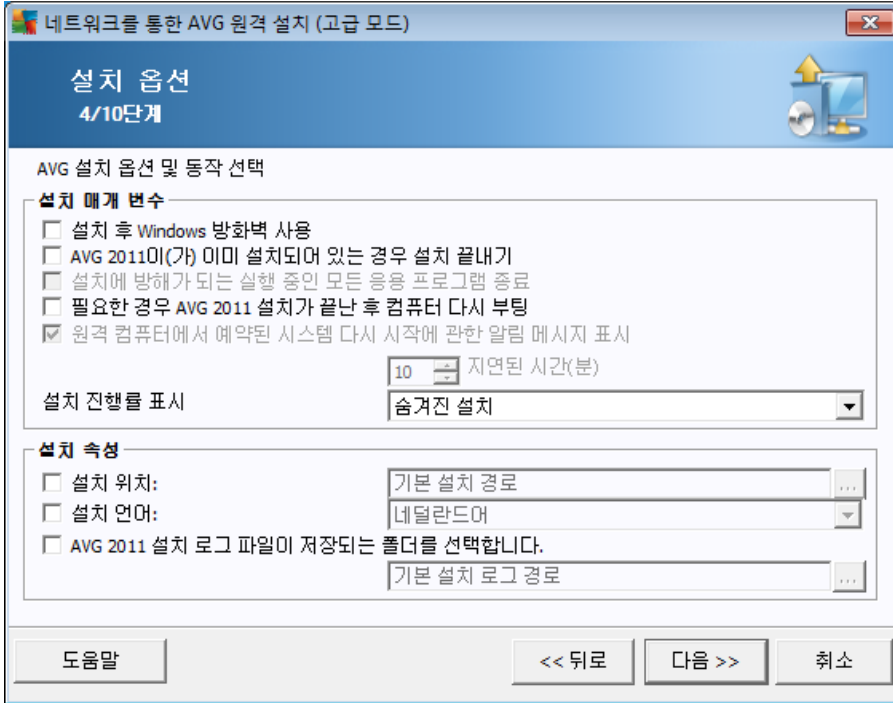 네트워크를 통한 AVG 원격 설치 (고급 모드)
설치 옵션
4/10단계
AVG 설치 옵션 및 동작 선택
설치 매개 변수
설치 후 Windows 방화벽 사용
AVG 2011이(가) 이미 설치되어 있는 경우 설치 끝내기
설치에 방해가 되는 실행 중인 모든 응용 프로그램 종료
필요한 경우 AVG 2011 설치가 끝난 후 컴퓨터 다시 부팅
원격 컴퓨터에서 예약된 시스템 다시 시작에 관한 알림 메시지 표시
10 지연된 시간(분)
설치 진행률 표시 숨겨진 설치
설치 속성
설치 위치: 기본 설치 경로 ...
설치 언어: 네덜란드어
AVG 2011 설치 로그 파일이 저장되는 폴더를 선택합니다.
기본 설치 로그 경로 ...
도움말 << 뒤로 다음 >> 취소